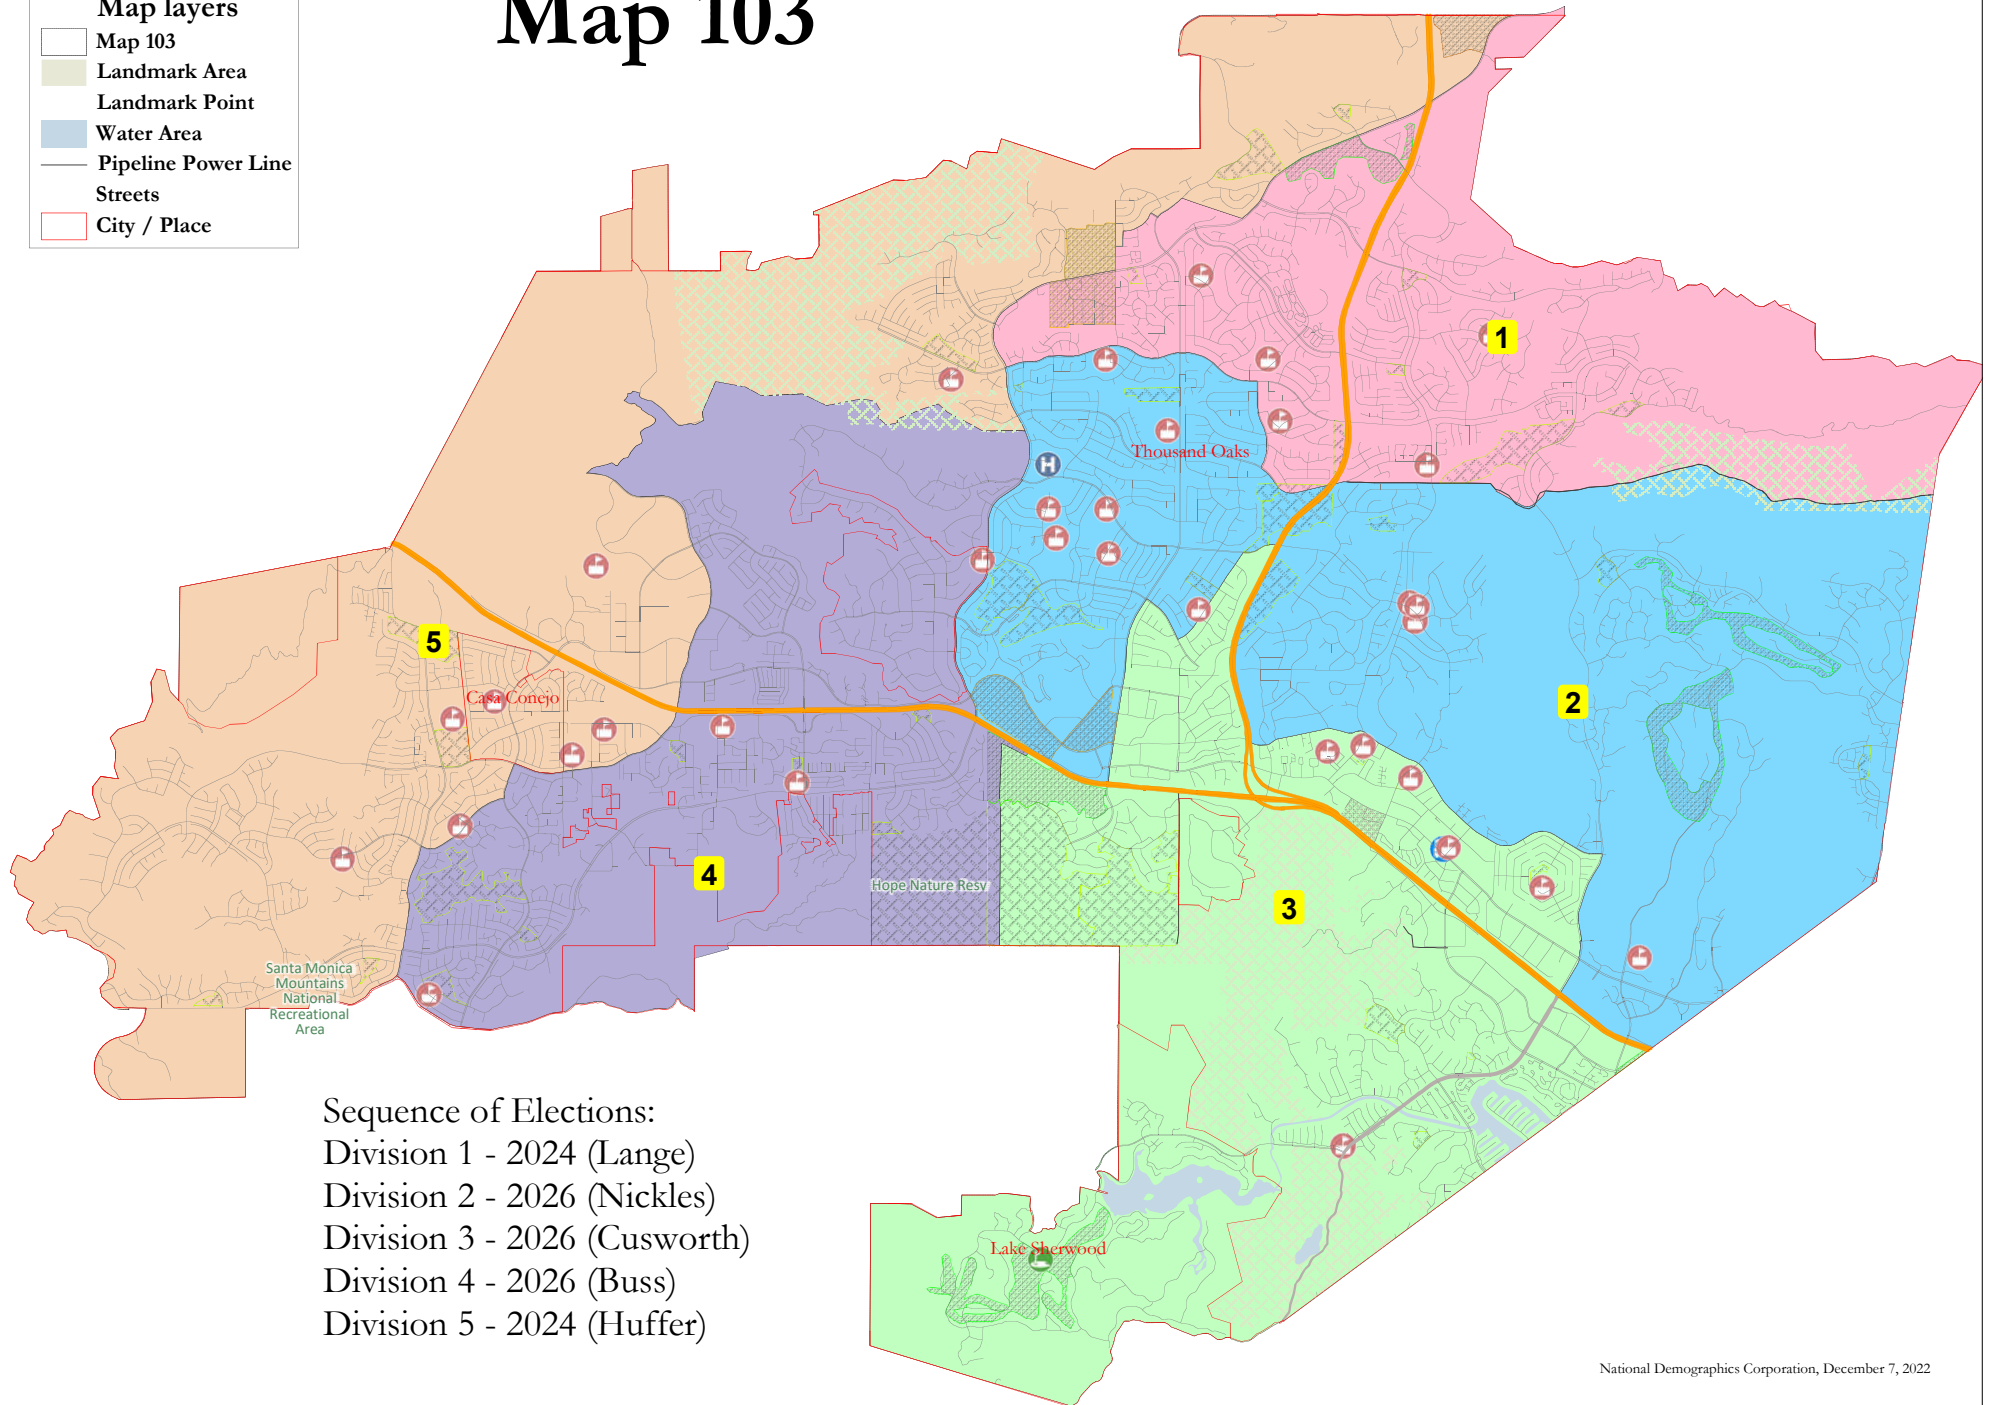 Map layers
Map 103
Landmark Area
Landmark Point
Water Area
Pipeline Power Line
Streets
City / Place
Map 103
1
Thousand Oaks
H
5
Casa Conejo
2
4
Hope Nature Resv
3
Santa Monica
Mountains
National
Recreational
Area
Sequence of Elections:
Division 1 - 2024 (Lange)
Division 2 - 2026 (Nickles)
Division 3 - 2026 (Cusworth)
Division 4 - 2026 (Buss)
Division 5 - 2024 (Huffer)
Lake Sherwood
National Demographics Corporation, December 7, 2022